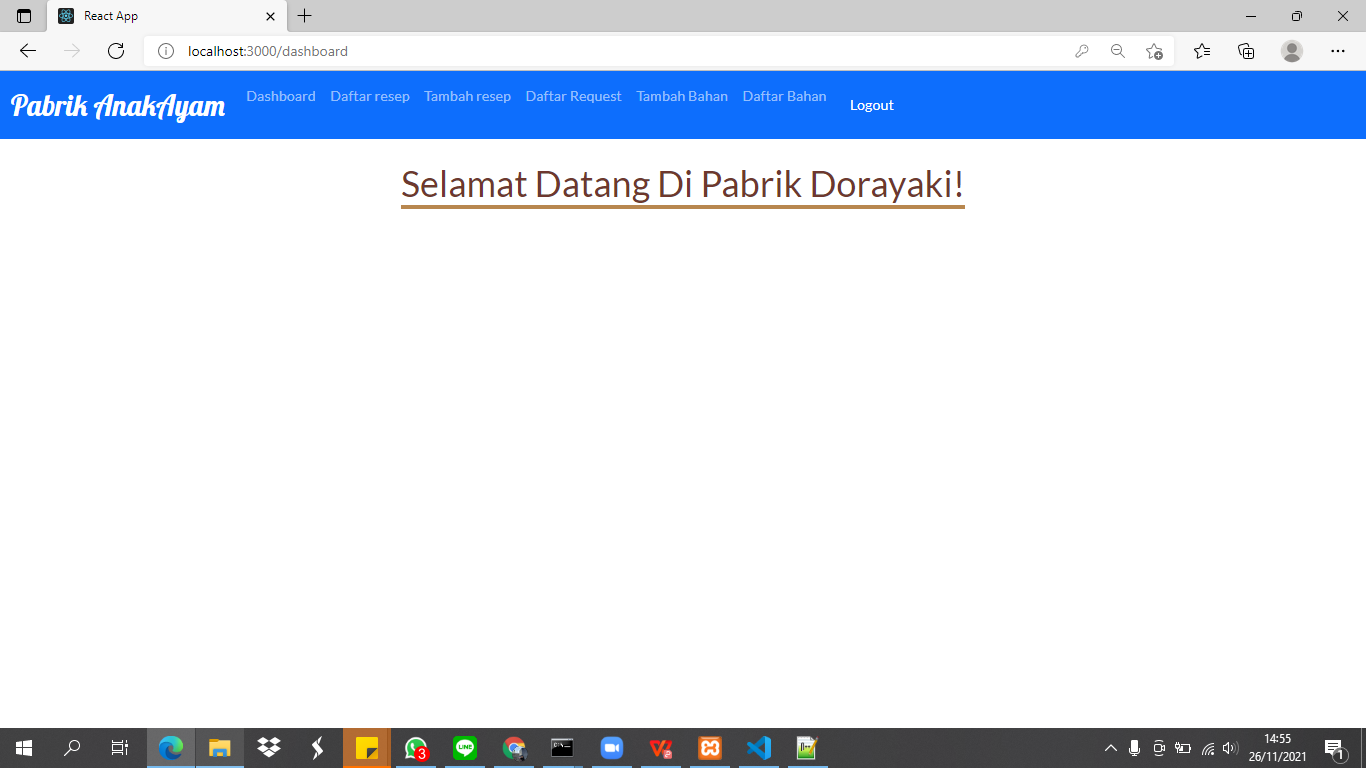 React App
localhost:3000/dashboard
Pabrik AnakAyam Dashboard Daftar resep Tambah resep Daftar Request Tambah Bahan Daftar Bahan Logout
Selamat Datang Di Pabrik Dorayaki!
3
LINE
14:55
26/11/2021
1